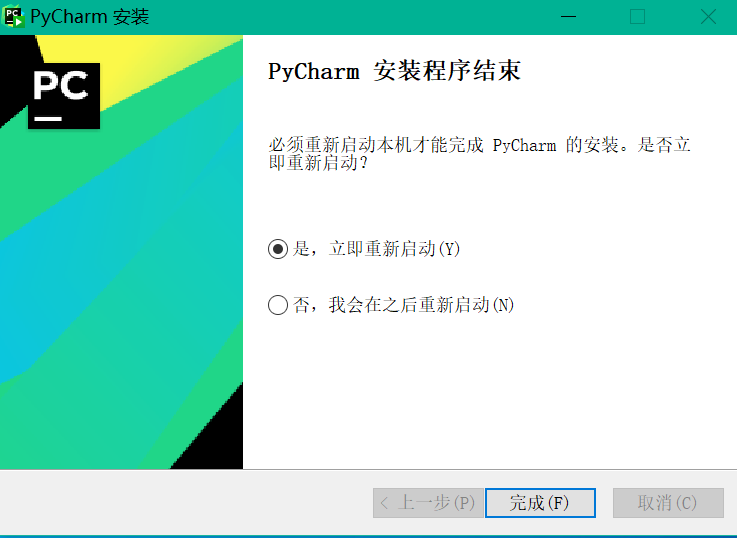 PyCharm 安装
PC
PyCharm 安装程序结束
必须重新启动本机才能完成 PyCharm 的安装。是否立
即重新启动?
是，立即重新启动(Y)
否，我会在之后重新启动(N)
< 上一步(P)
完成(F)
取消(C)